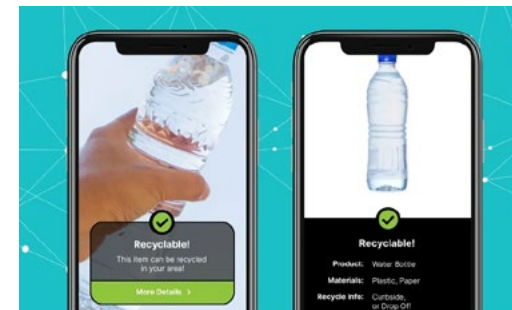 Recyclable!
This item can be recycled
in your area!
More Details >
Recyclable!
Product: Water Bottle
Materials: Plastic, Paper
Recycle Info: Curbside,
or Drop Off!